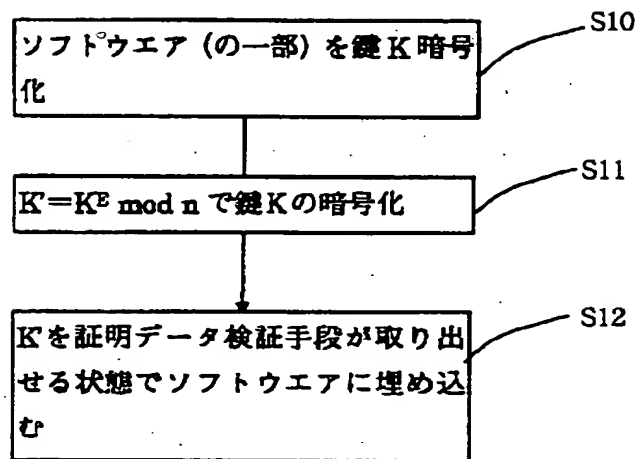 ソフトウエア（の一部）を鍵K暗号
化
S10
K'=K^E mod n で鍵Kの暗号化
S11
K'を証明データ検証手段が取り出
せる状態でソフトウエアに埋め込
む
S12